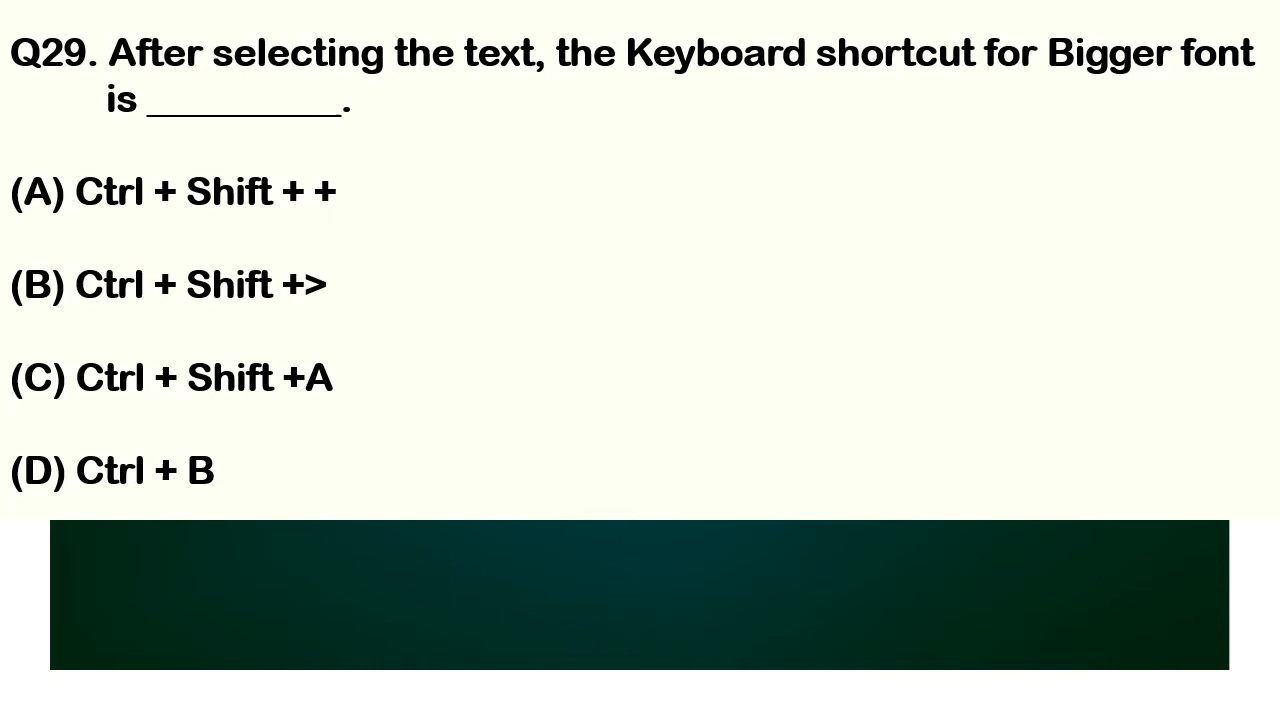 Q29. After selecting the text, the Keyboard shortcut for Bigger font
is __________.
(A) Ctrl + Shift + +
(B) Ctrl + Shift +>
(C) Ctrl + Shift +A
(D) Ctrl + B